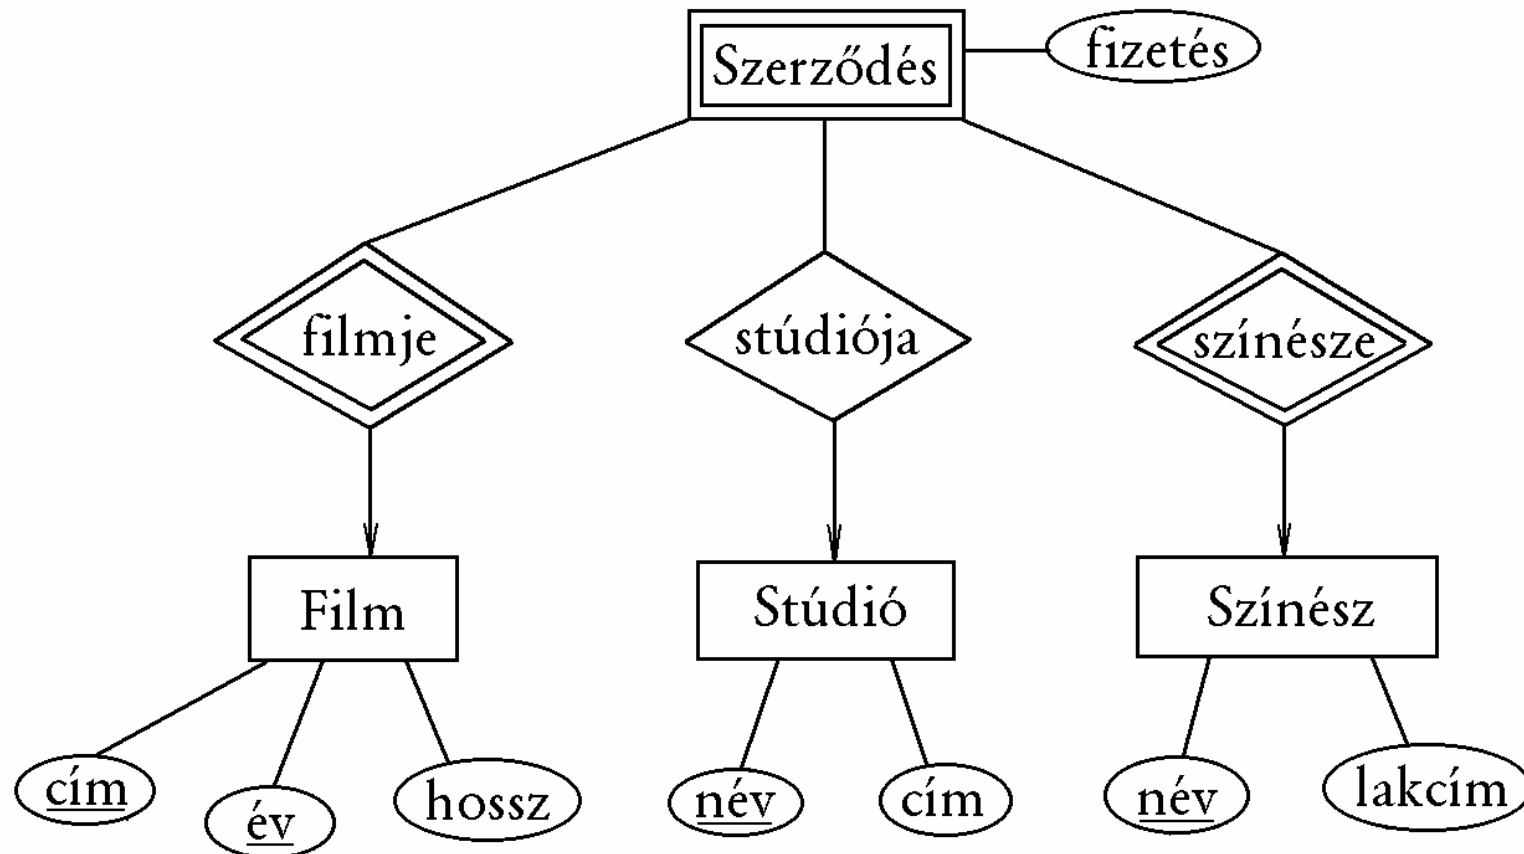 Szerződés
fizetés
filmje
stúdiója
színésze
Film
Stúdió
Színész
cím
év
hossz
név
cím
név
lakcím